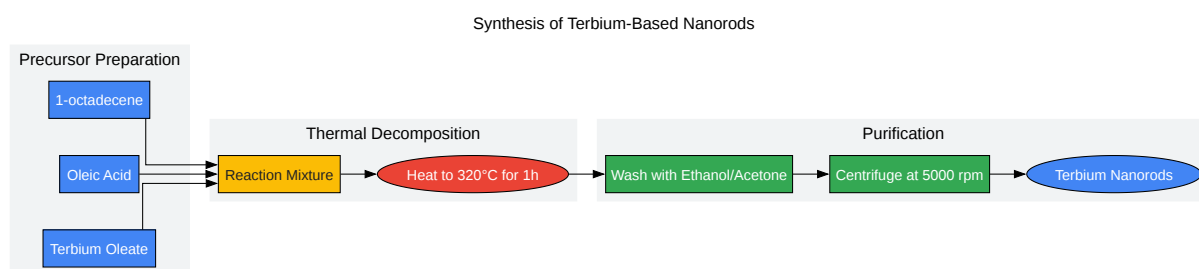 Synthesis of Terbium-Based Nanorods
Precursor Preparation
1-octadecene
Oleic Acid
Terbium Oleate
Thermal Decomposition
Reaction Mixture
Heat to 320°C for 1h
Purification
Wash with Ethanol/Acetone
Centrifuge at 5000 rpm
Terbium Nanorods